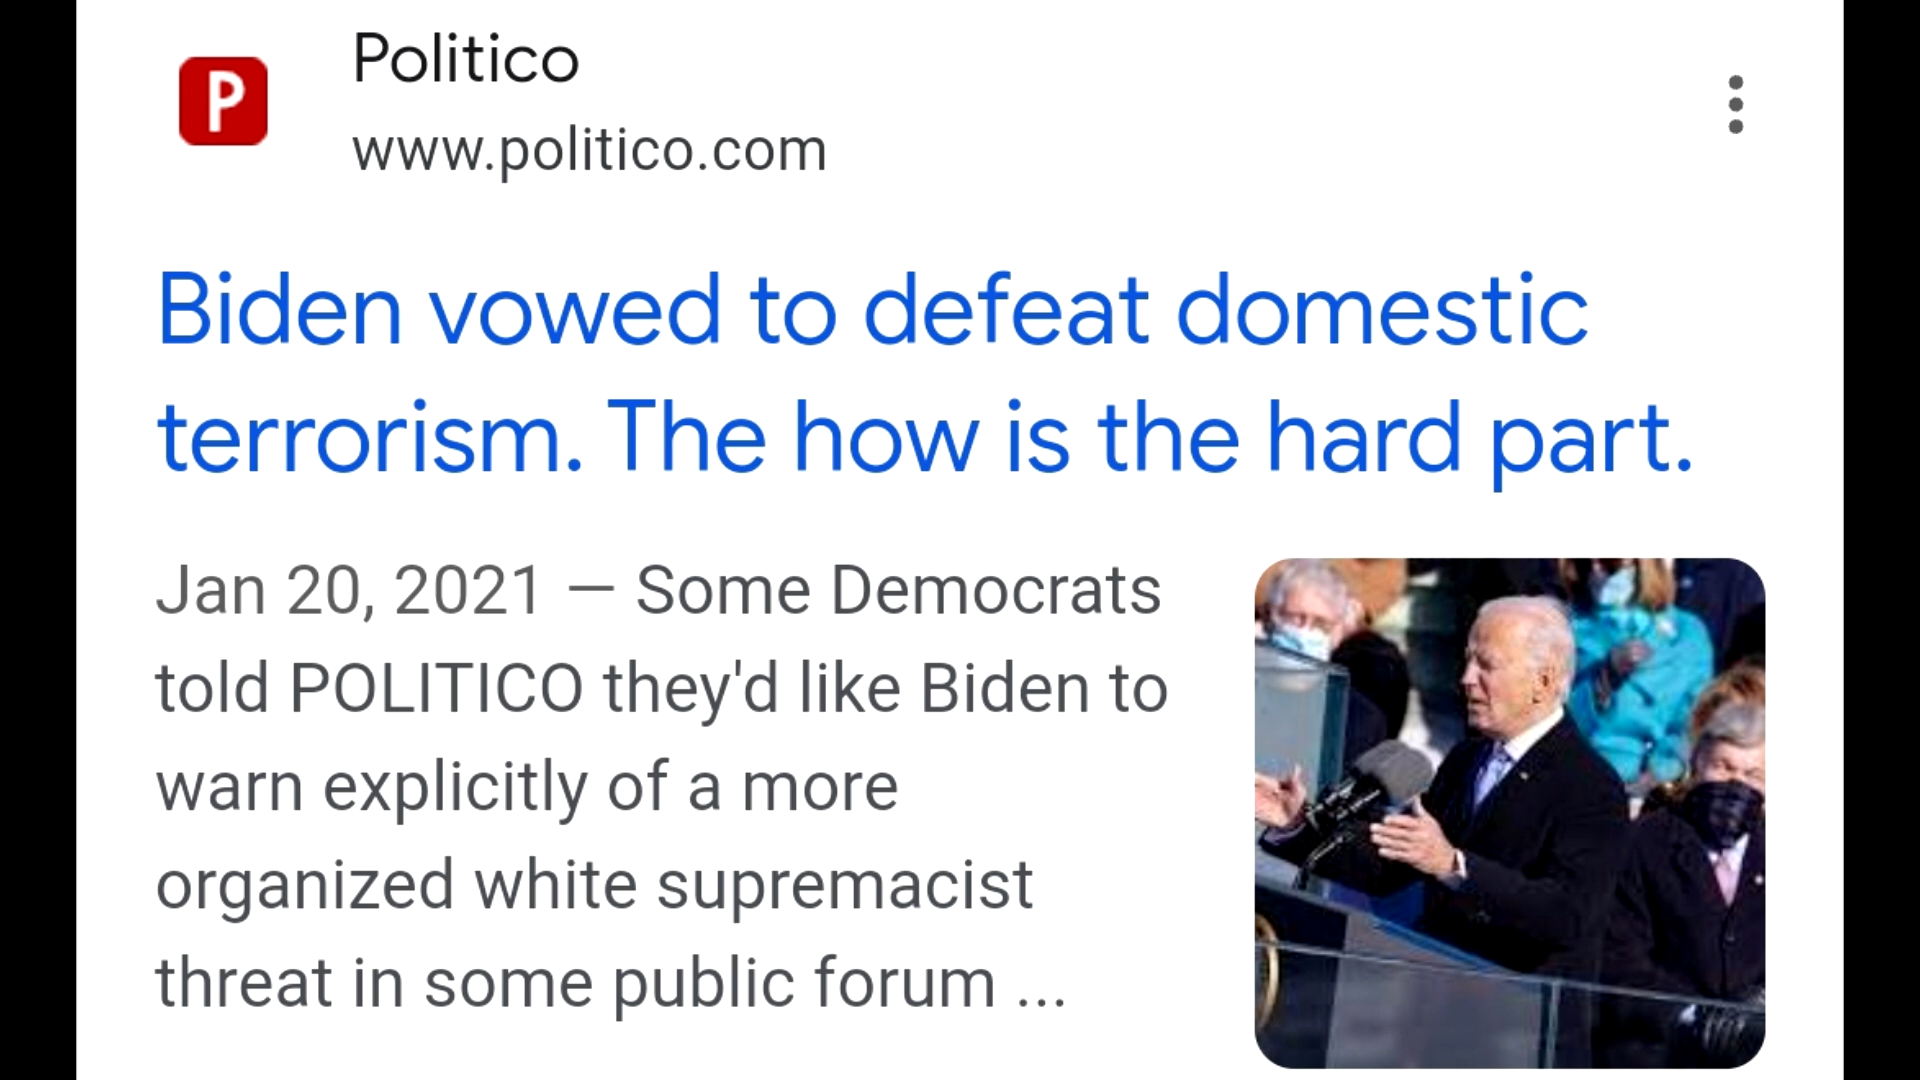 P
Politico
www.politico.com
Biden vowed to defeat domestic
terrorism. The how is the hard part.
Jan 20, 2021 — Some Democrats
told POLITICO they'd like Biden to
warn explicitly of a more
organized white supremacist
threat in some public forum ...